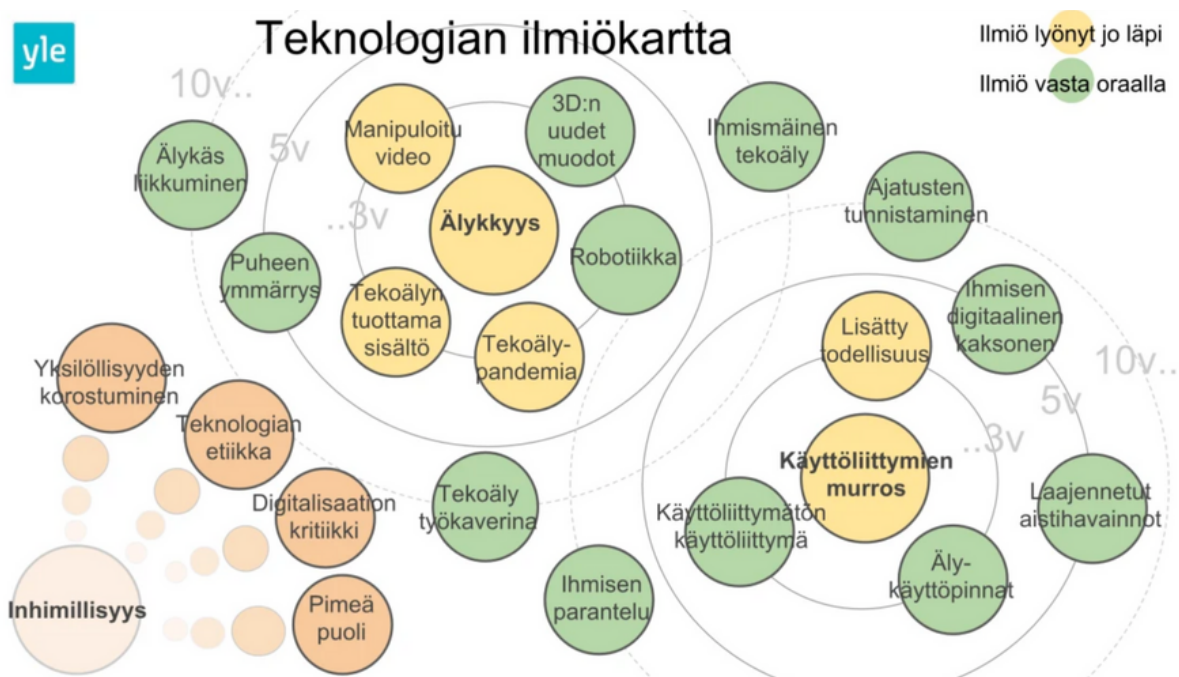 yle
Teknologian ilmiökartta
Ilmiö lyönyt jo läpi
Ilmiö vasta oraalla
10v..
5v
..3v
Älykäs
liikkuminen
Manipuloitu
video
3D:n
uudet
muodot
Ihmismäinen
tekoäly
Älykkyys
Puheen
ymmärrys
Robotiikka
Tekoälyn
tuottama
sisältö
Tekoäly-
pandemia
Ajatusten
tunnistaminen
Ihmisen
digitaalinen
kaksonen
Lisätty
todellisuus
10v..
5v
..3v
Käyttöliittymien
murros
Käyttöliittymätön
käyttöliittymä
Laajennetut
aistihavainnot
Äly-
käyttöpinnat
Tekoäly
työkaverina
Ihmisen
parantelu
Yksilöllisyyden
korostuminen
Teknologian
etiikka
Digitalisaation
kritiikki
Inhimillisyys
Pimeä
puoli